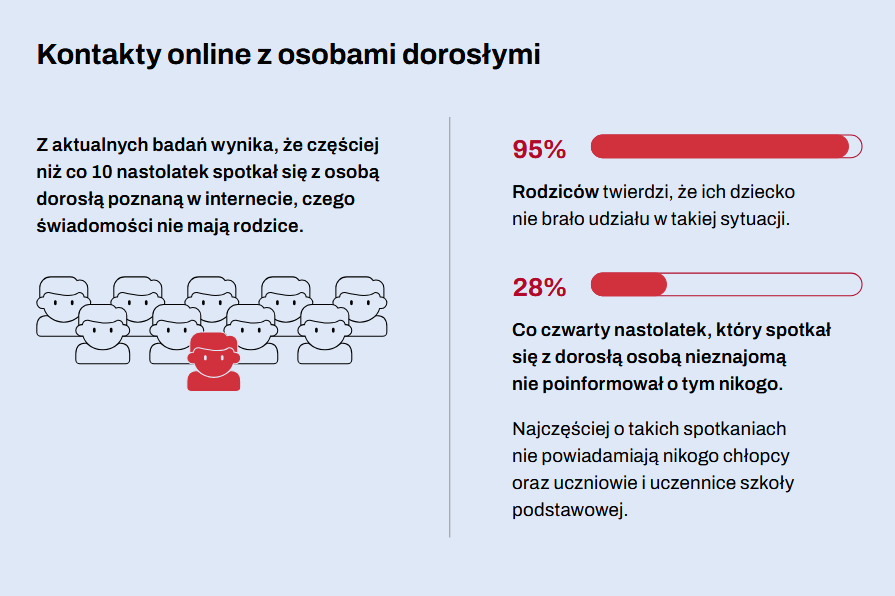 Kontakty online z osobami dorosłymi
Z aktualnych badań wynika, że częściej
niż co 10 nastolatek spotkał się z osobą
dorosłą poznaną w internecie, czego
świadomości nie mają rodzice.
95%
Rodziców twierdzi, że ich dziecko
nie brało udziału w takiej sytuacji.
28%
Co czwarty nastolatek, który spotkał
się z dorosłą osobą nieznajomą
nie poinformował o tym nikogo.
Najczęściej o takich spotkaniach
nie powiadamiają nikogo chłopcy
oraz uczniowie i uczennice szkoły
podstawowej.